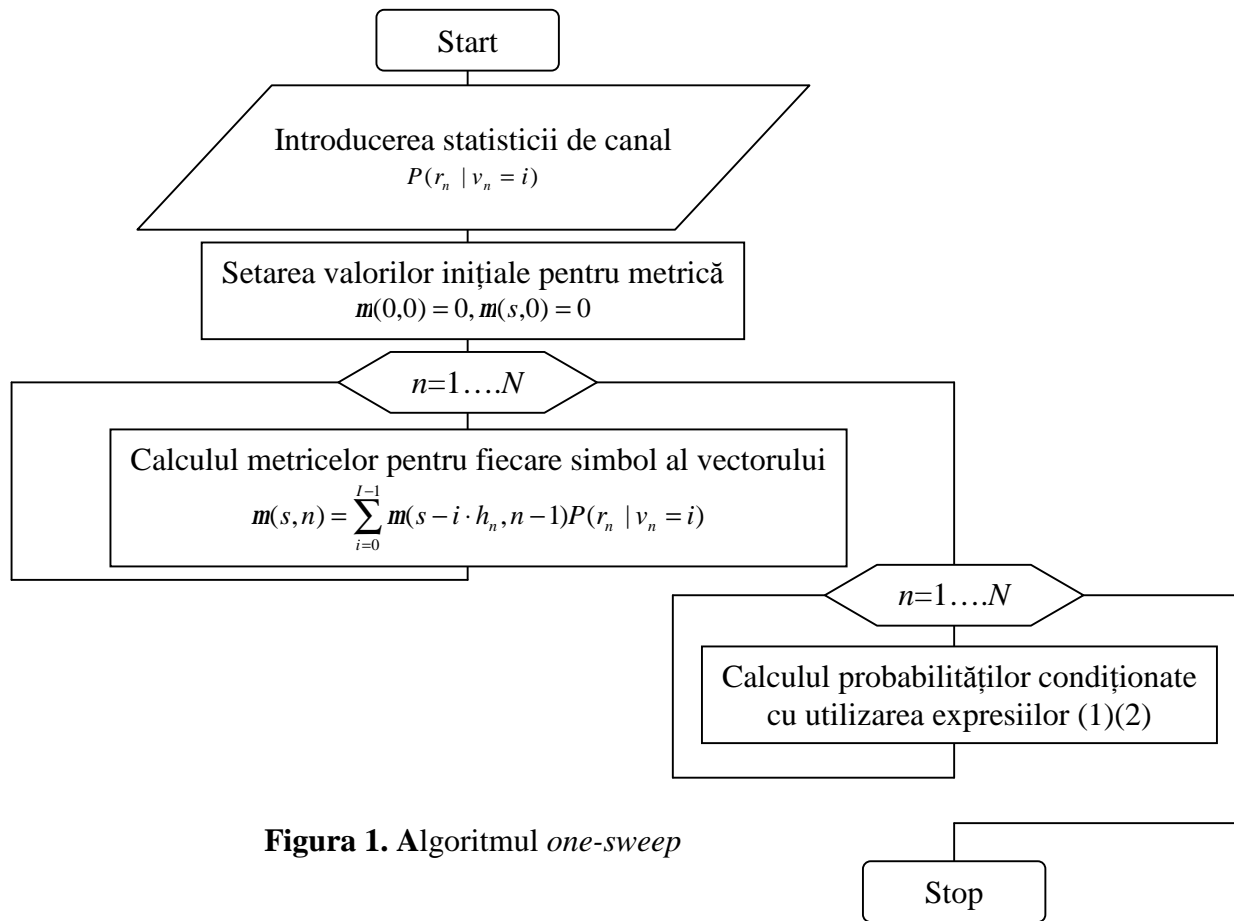 Start
Introducerea statisticii de canal
P(r_n | v_n = i)
Setarea valorilor inițiale pentru metrică
m(0,0) = 0, m(s,0) = 0
n=1….N
Calculul metricelor pentru fiecare simbol al vectorului
m(s,n) = \sum_{i=0}^{I-1} m(s − i · h_n, n − 1)P(r_n | v_n = i)
n=1….N
Calculul probabilităților condiționate
cu utilizarea expresiilor (1)(2)
Figura 1. Algoritmul one-sweep
Stop